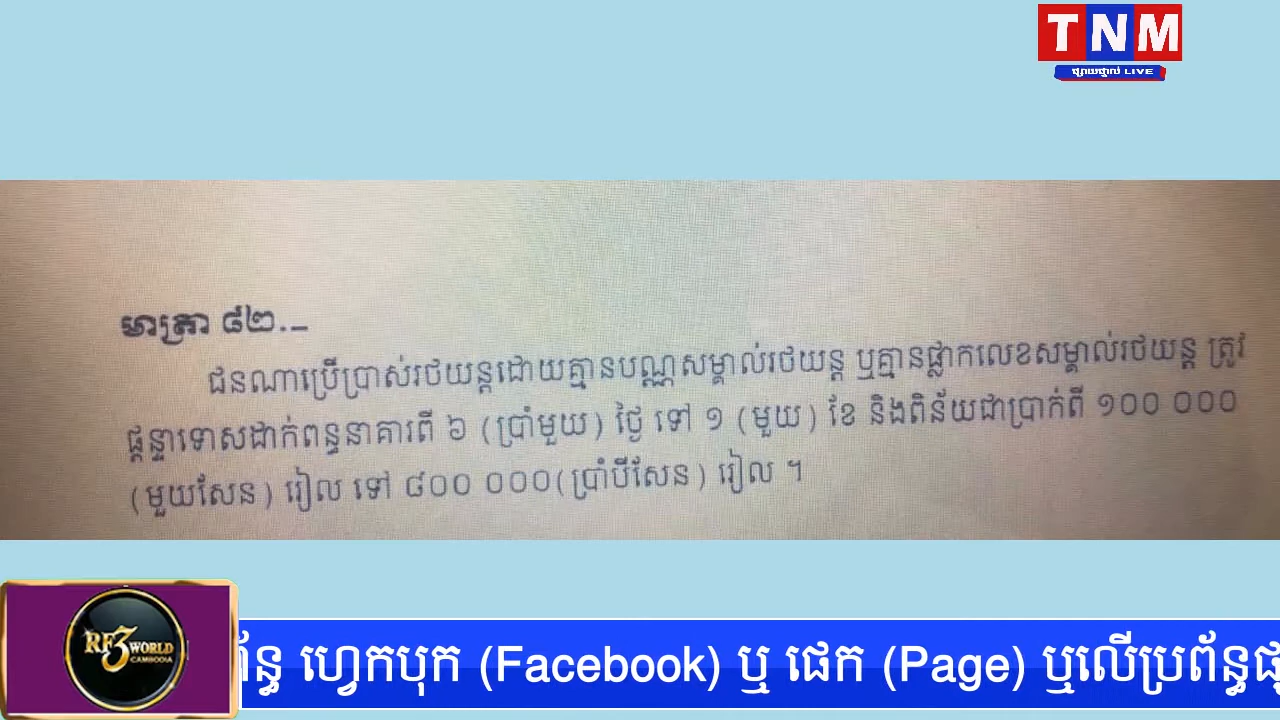 TNM
ផ្សាយផ្ទាល់ LIVE
មាត្រា ៨២._
ជនណាប្រើប្រាស់រថយន្តដោយគ្មានបណ្ណសម្គាល់រថយន្ត ឬគ្មានផ្លាកលេខសម្គាល់រថយន្ត ត្រូវ
ផ្តន្ទាទោសដាក់ពន្ធនាគារពី ៦ (ប្រាំមួយ) ថ្ងៃ ទៅ ១ (មួយ) ខែ និងពិន័យជាប្រាក់ពី ១០០ ០០០
(មួយសែន) រៀល ទៅ ៨០០ ០០០(ប្រាំបីសែន) រៀល ។
RF3 WORLD
CAMBODIA
ហ្វេកបុក (Facebook) ឬ ផេក (Page) ឬលើប្រព័ន្ធ